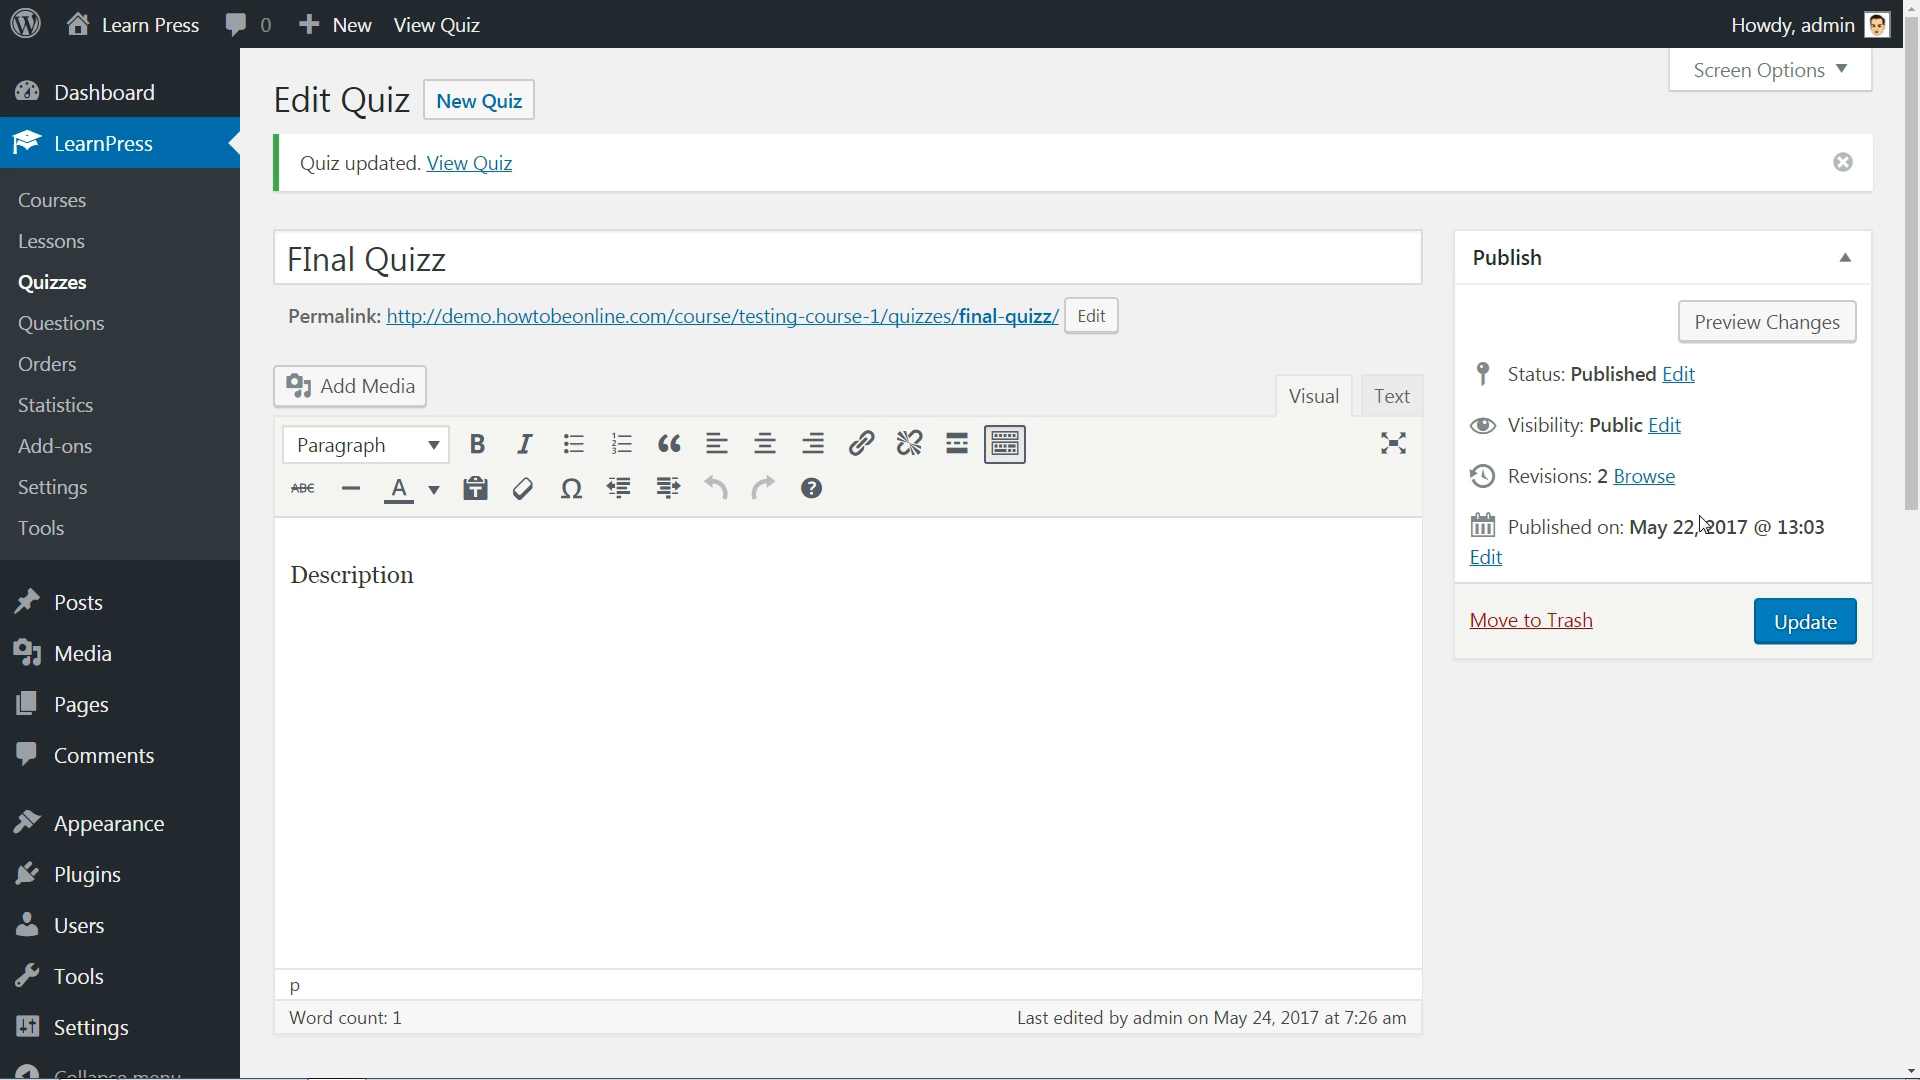 Learn Press 0 New View Quiz Howdy, admin
Screen Options
Dashboard
LearnPress
Courses
Lessons
Quizzes
Questions
Orders
Statistics
Add-ons
Settings
Tools
Posts
Media
Pages
Comments
Appearance
Plugins
Users
Tools
Settings
Collapse menu
Edit Quiz New Quiz
Quiz updated. View Quiz
FInal Quizz
Permalink: http://demo.howtobeonline.com/course/testing-course-1/quizzes/final-quizz/ Edit
Add Media
Visual Text
Paragraph B I
ABC A
Description
p
Word count: 1 Last edited by admin on May 24, 2017 at 7:26 am
Publish
Preview Changes
Status: Published Edit
Visibility: Public Edit
Revisions: 2 Browse
Published on: May 22, 2017 @ 13:03
Edit
Move to Trash Update